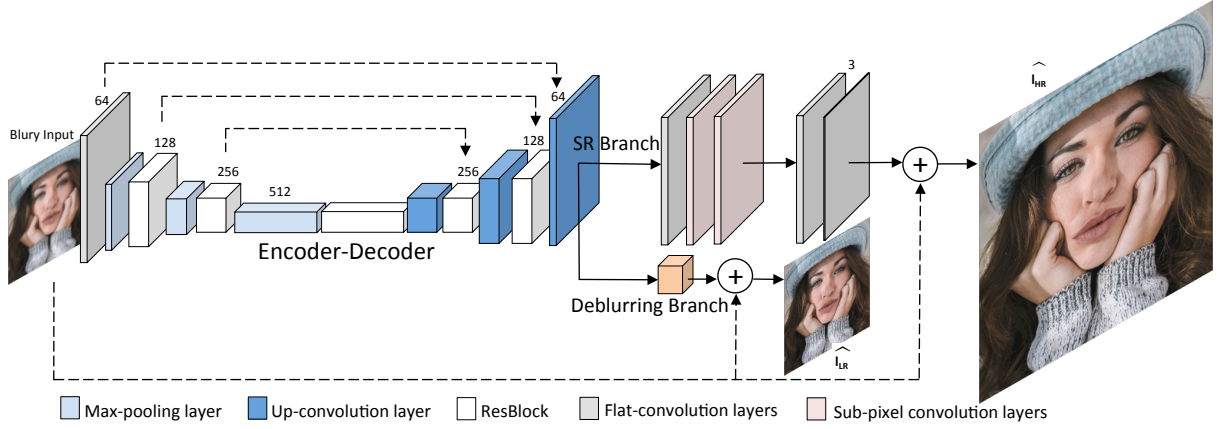 Blury Input
64
128
256
512
256
128
64
Encoder-Decoder
SR Branch
Deblurring Branch
3
I_HR
I_LR
Max-pooling layer
Up-convolution layer
ResBlock
Flat-convolution layers
Sub-pixel convolution layers